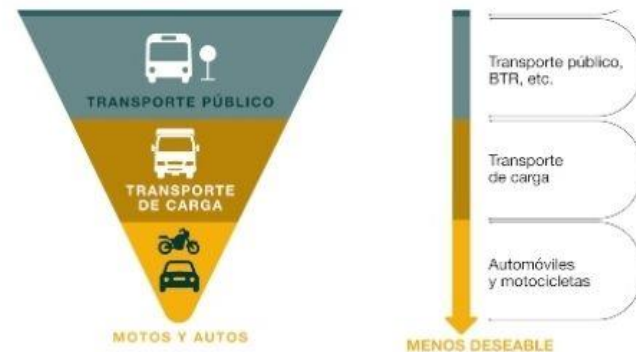 TRANSPORTE PÚBLICO
TRANSPORTE
DE CARGA
MOTOS Y AUTOS
Transporte público,
BTR, etc.
Transporte
de carga
Automóviles
y motocicletas
MENOS DESEABLE